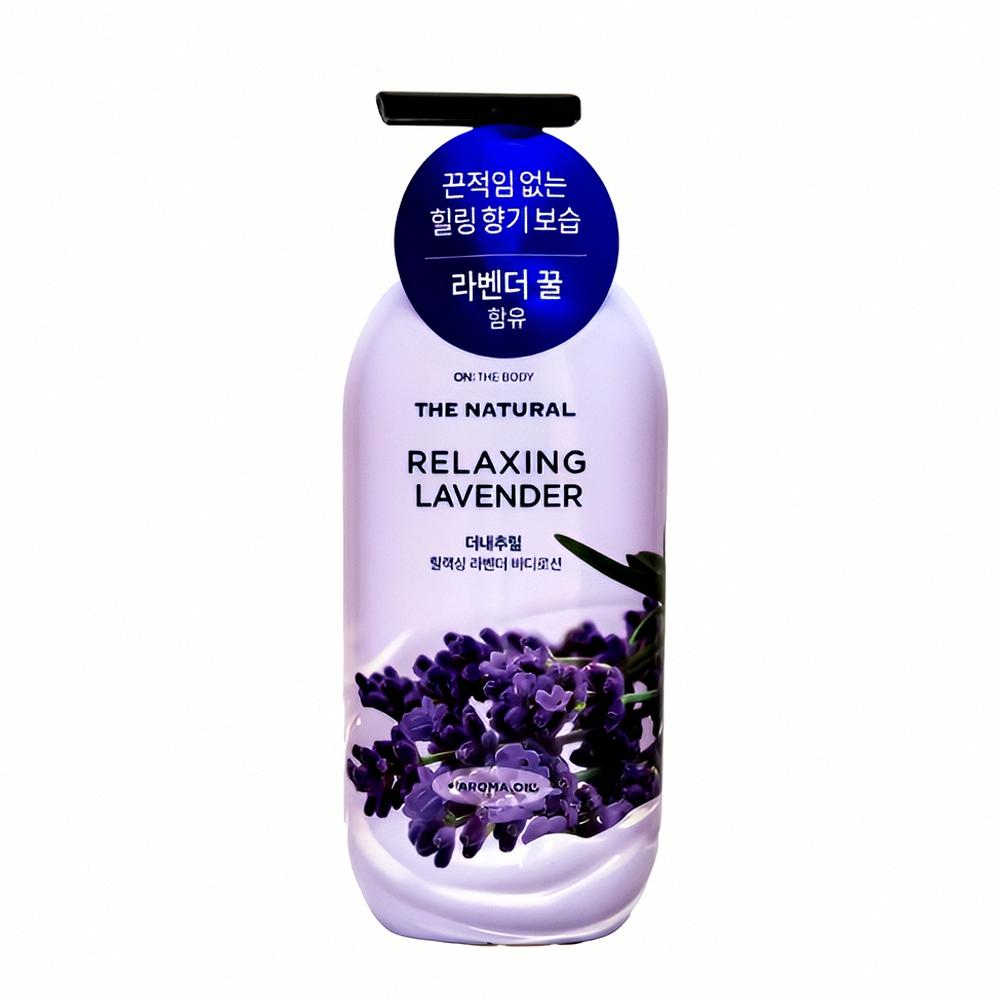 끈적임 없는
힐링 향기 보습
라벤더 꿀
함유
ON: THE BODY
THE NATURAL
RELAXING
LAVENDER
더내추럴
릴랙싱 라벤더 바디로션
AROMA OIL